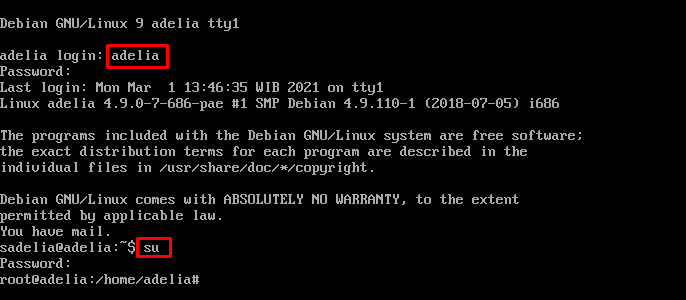 Debian GNU/Linux 9 adelia tty1
adelia login: adelia
Password:
Last login: Mon Mar  1 13:46:35 WIB 2021 on tty1
Linux adelia 4.9.0-7-686-pae #1 SMP Debian 4.9.110-1 (2018-07-05) i686
The programs included with the Debian GNU/Linux system are free software;
the exact distribution terms for each program are described in the
individual files in /usr/share/doc/*/copyright.
Debian GNU/Linux comes with ABSOLUTELY NO WARRANTY, to the extent
permitted by applicable law.
You have mail.
sadelia@adelia:~$ su
Password:
root@adelia:/home/adelia#